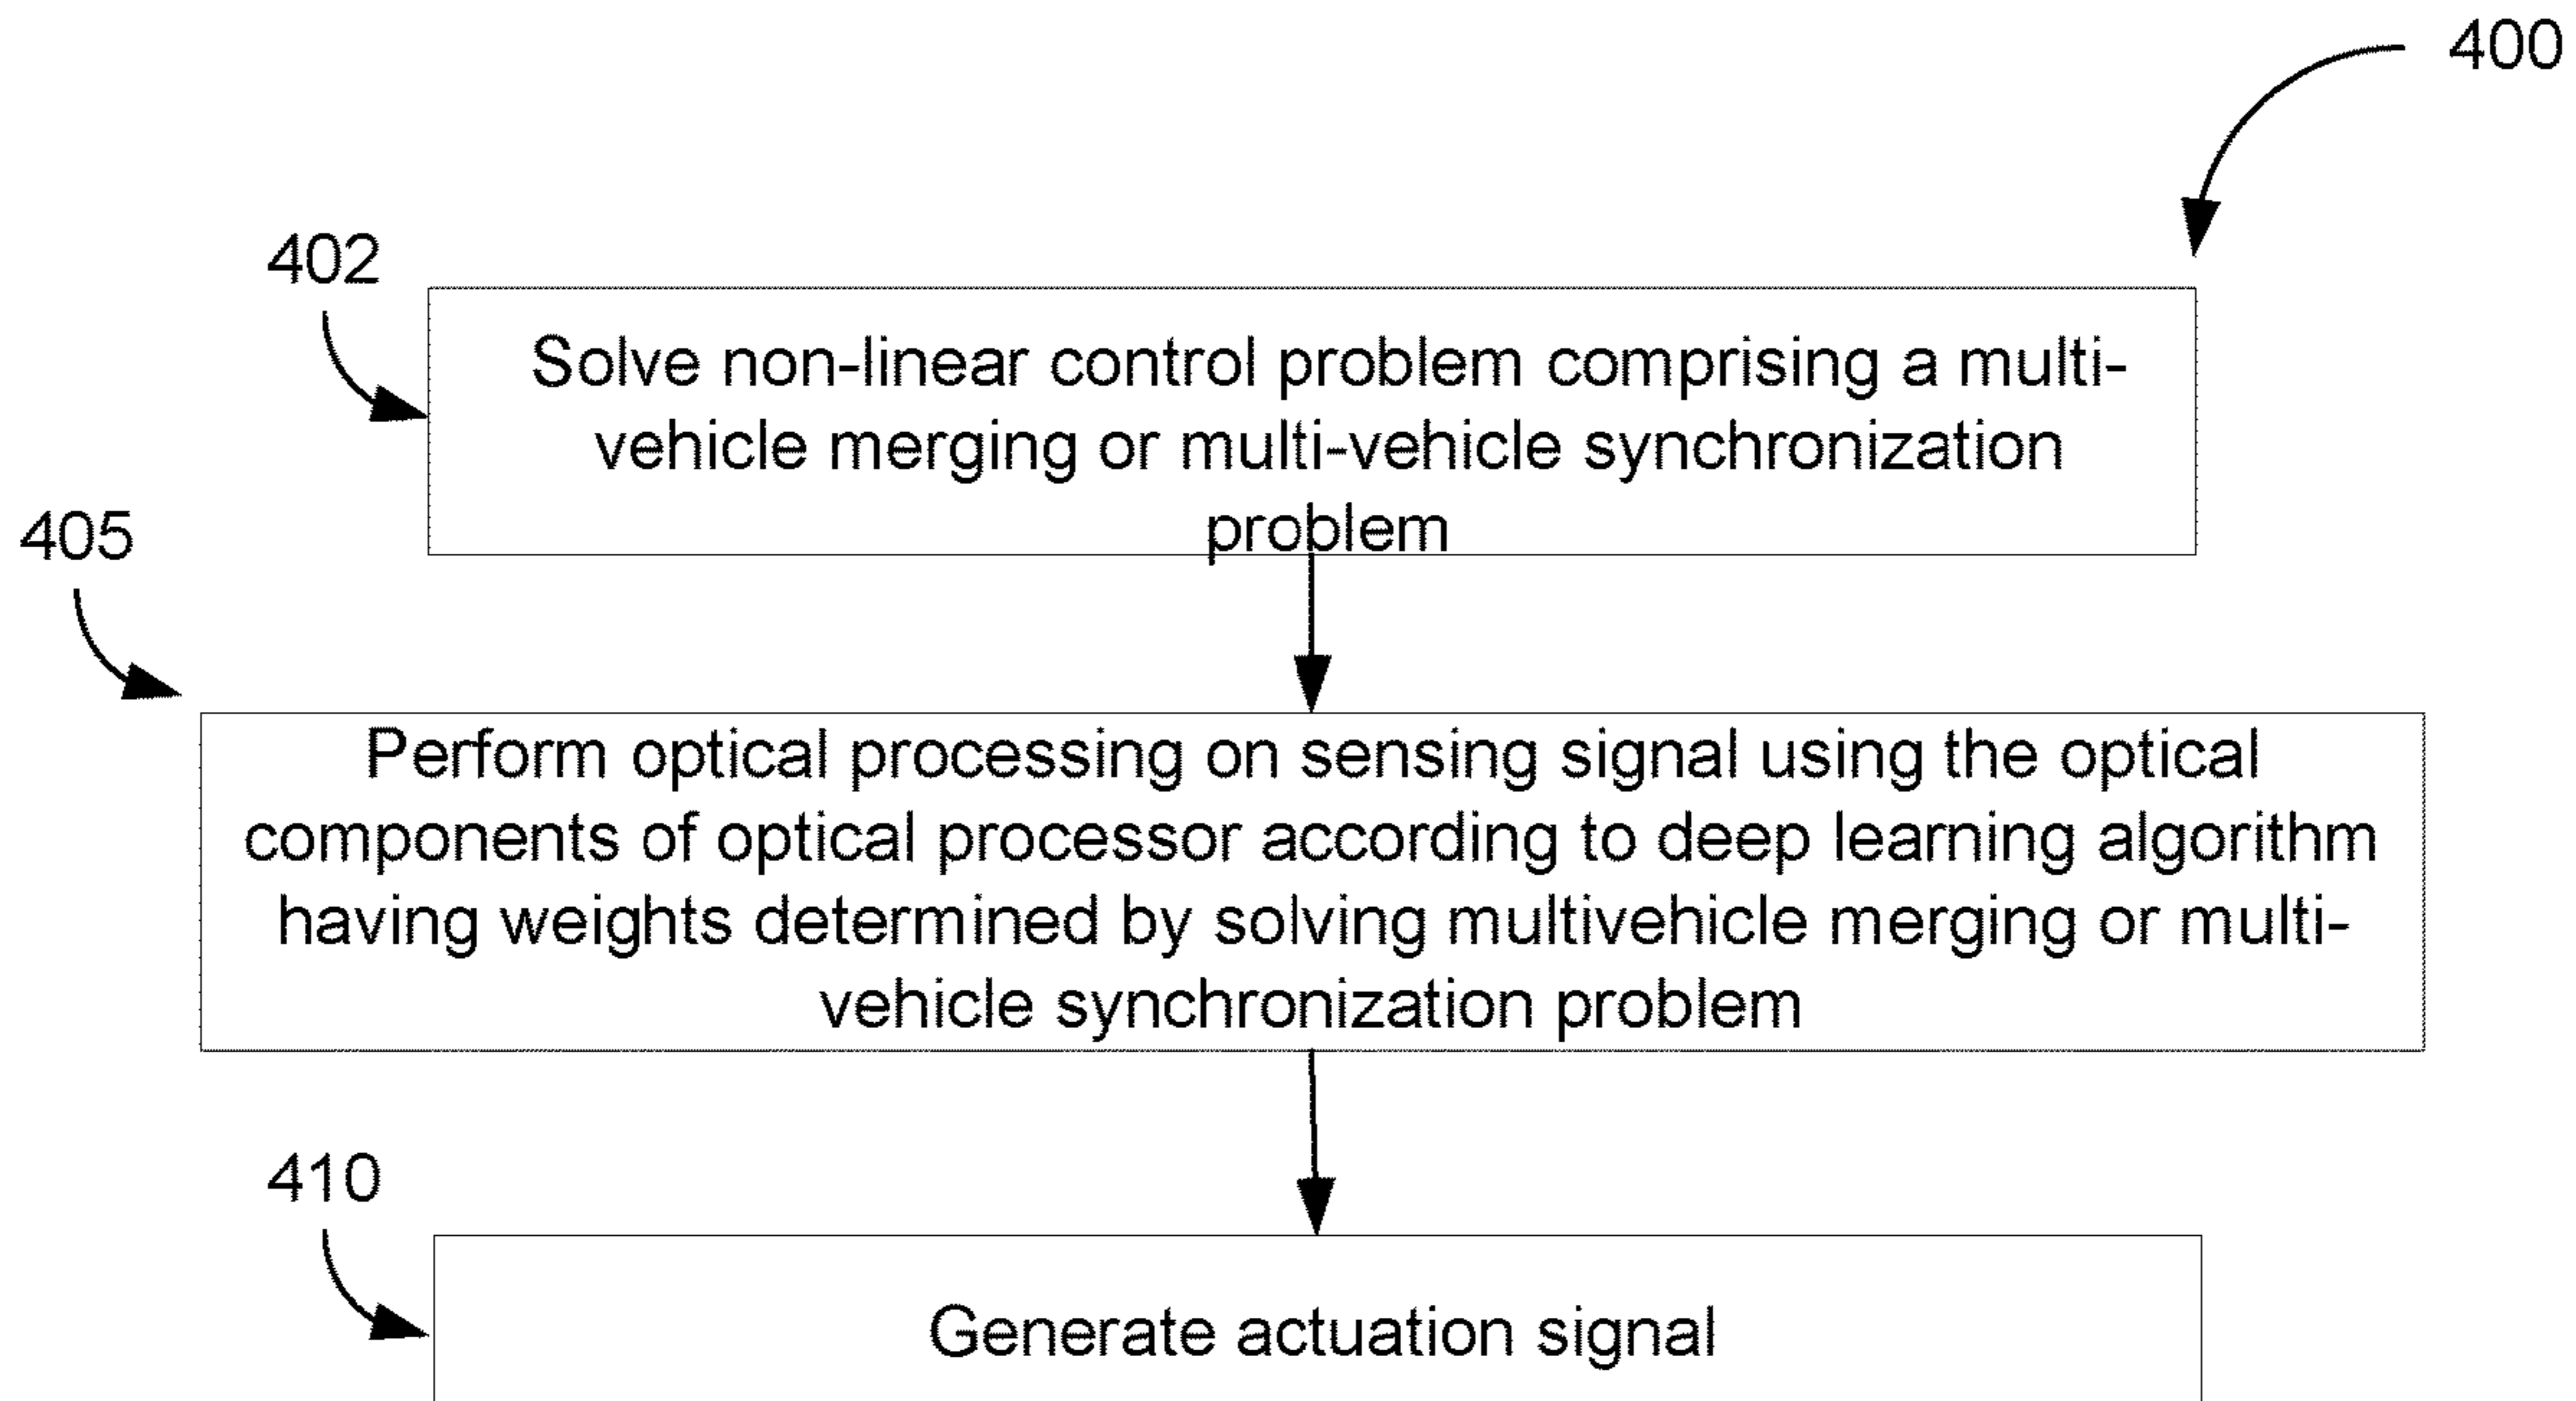 400
402
Solve non-linear control problem comprising a multi-
vehicle merging or multi-vehicle synchronization
problem
405
Perform optical processing on sensing signal using the optical
components of optical processor according to deep learning algorithm
having weights determined by solving multivehicle merging or multi-
vehicle synchronization problem
410
Generate actuation signal